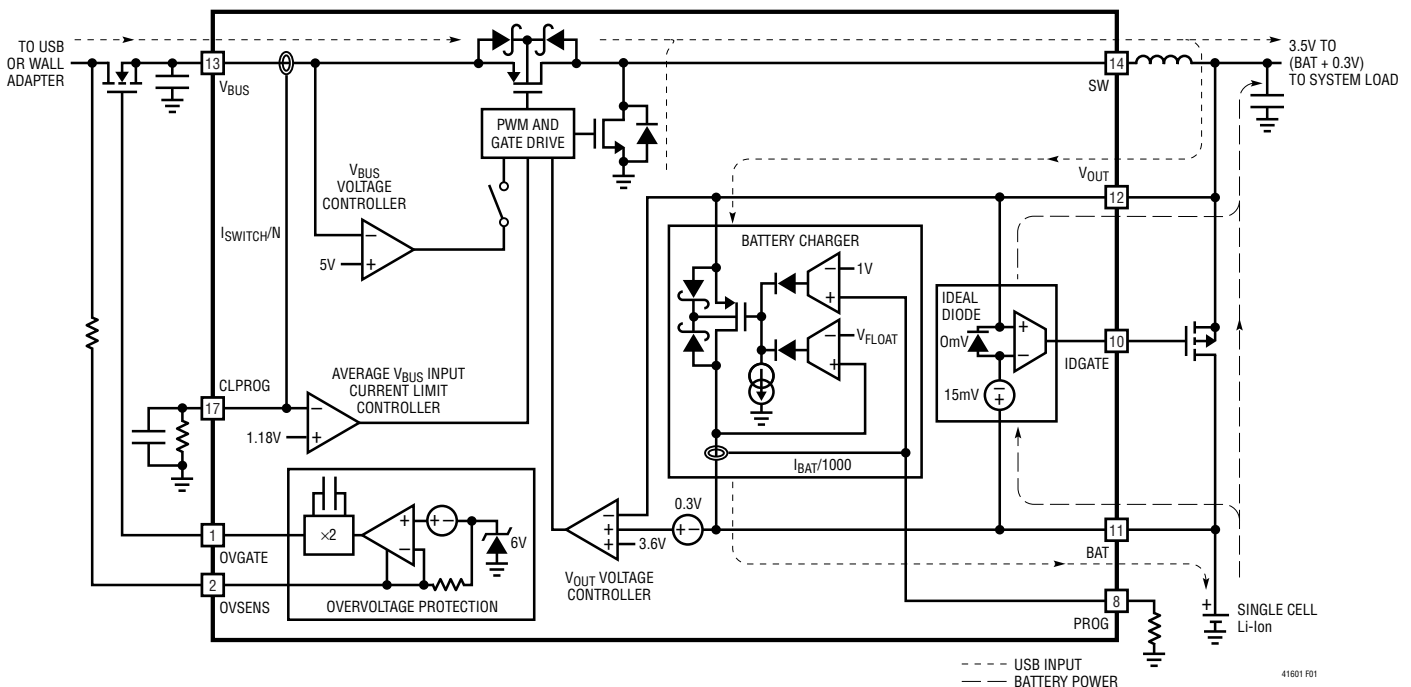 TO USB
OR WALL
ADAPTER
13
VBUS
14
SW
3.5V TO
(BAT + 0.3V)
TO SYSTEM LOAD
PWM AND
GATE DRIVE
VBUS
VOLTAGE
CONTROLLER
ISWITCH/N
−
5V
+
VOUT
12
BATTERY CHARGER
−
1V
+
−
VFLOAT
+
IDEAL
DIODE
0mV
+
−
15mV
−
+
10
IDGATE
CLPROG
17
AVERAGE VBUS INPUT
CURRENT LIMIT
CONTROLLER
−
1.18V
+
IBAT/1000
0.3V
+ −
−
+
+
3.6V
VOUT VOLTAGE
CONTROLLER
11
BAT
1
OVGATE
×2
+
−
+ −
6V
2
OVSENS
OVERVOLTAGE PROTECTION
8
PROG
+
SINGLE CELL
Li-Ion
USB INPUT
BATTERY POWER
41601 F01